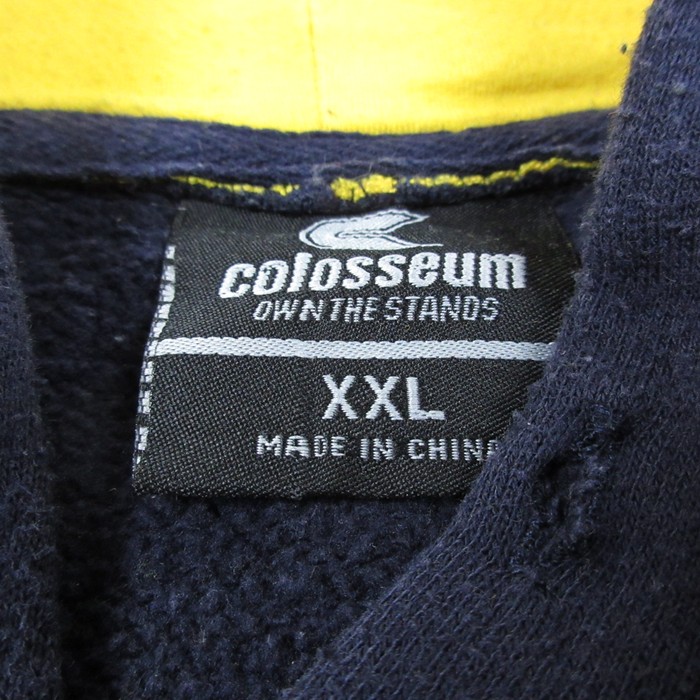 colosseum
OWN THE STANDS
XXL
MADE IN CHINA